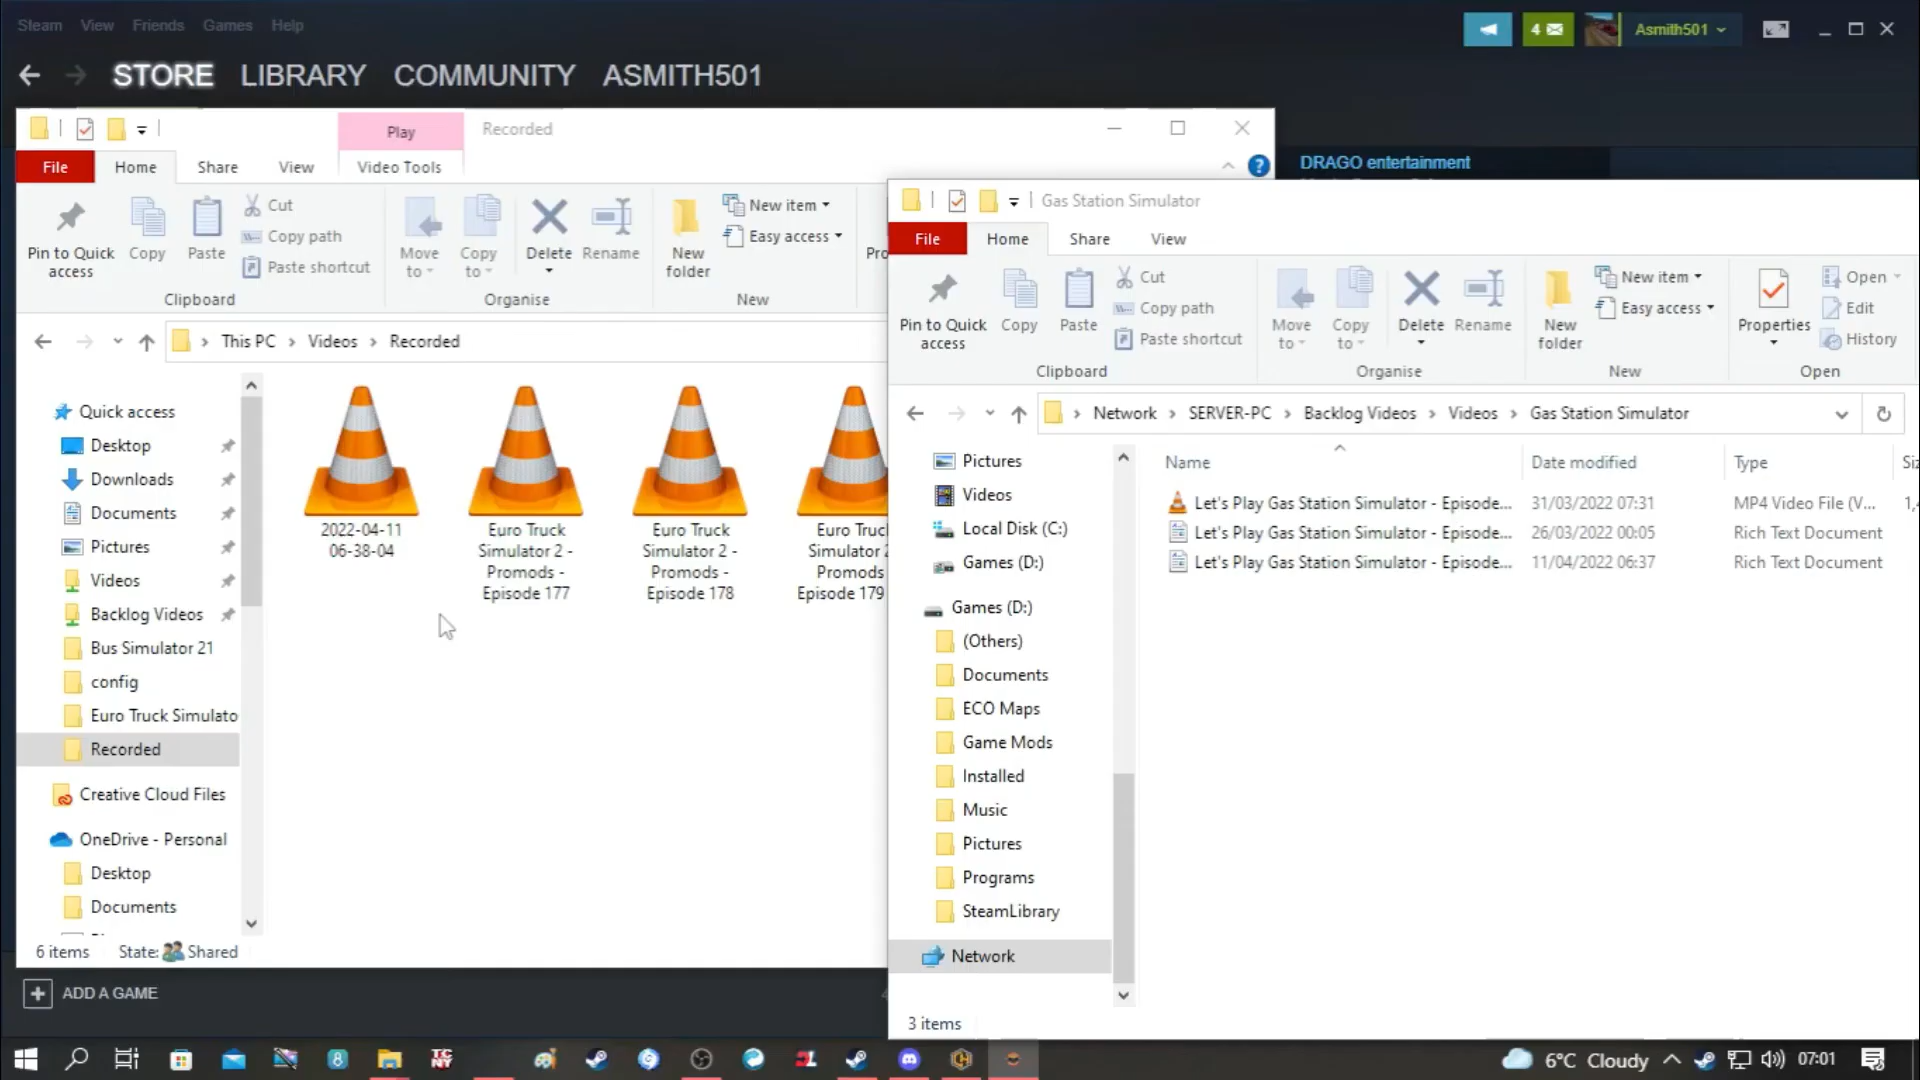 Steam View Friends Games Help
4 Asmith501
STORE LIBRARY COMMUNITY ASMITH501
DRAGO entertainment
Play Recorded
File Home Share View Video Tools
Pin to Quick access
Copy
Paste
Cut
Copy path
Paste shortcut
Clipboard
Move to
Copy to
Delete
Rename
Organise
New folder
New item
Easy access
New
This PC > Videos > Recorded
Quick access
Desktop
Downloads
Documents
Pictures
Videos
Backlog Videos
Bus Simulator 21
config
Euro Truck Simulato
Recorded
Creative Cloud Files
OneDrive - Personal
Desktop
Documents
2022-04-11
06-38-04
Euro Truck
Simulator 2 -
Promods -
Episode 177
Euro Truck
Simulator 2 -
Promods -
Episode 178
Euro Truck
Simulator 2
Promods
Episode 179
6 items State: Shared
ADD A GAME
Gas Station Simulator
File Home Share View
Pin to Quick access
Copy
Paste
Cut
Copy path
Paste shortcut
Clipboard
Move to
Copy to
Delete
Rename
Organise
New folder
New item
Easy access
New
Properties
Open
Edit
History
Open
Network > SERVER-PC > Backlog Videos > Videos > Gas Station Simulator
Pictures
Videos
Local Disk (C:)
Games (D:)
Games (D:)
(Others)
Documents
ECO Maps
Game Mods
Installed
Music
Pictures
Programs
SteamLibrary
Network
Name Date modified Type
Let's Play Gas Station Simulator - Episode... 31/03/2022 07:31 MP4 Video File (V...
Let's Play Gas Station Simulator - Episode... 26/03/2022 00:05 Rich Text Document
Let's Play Gas Station Simulator - Episode... 11/04/2022 06:37 Rich Text Document
3 items
6°C Cloudy 07:01